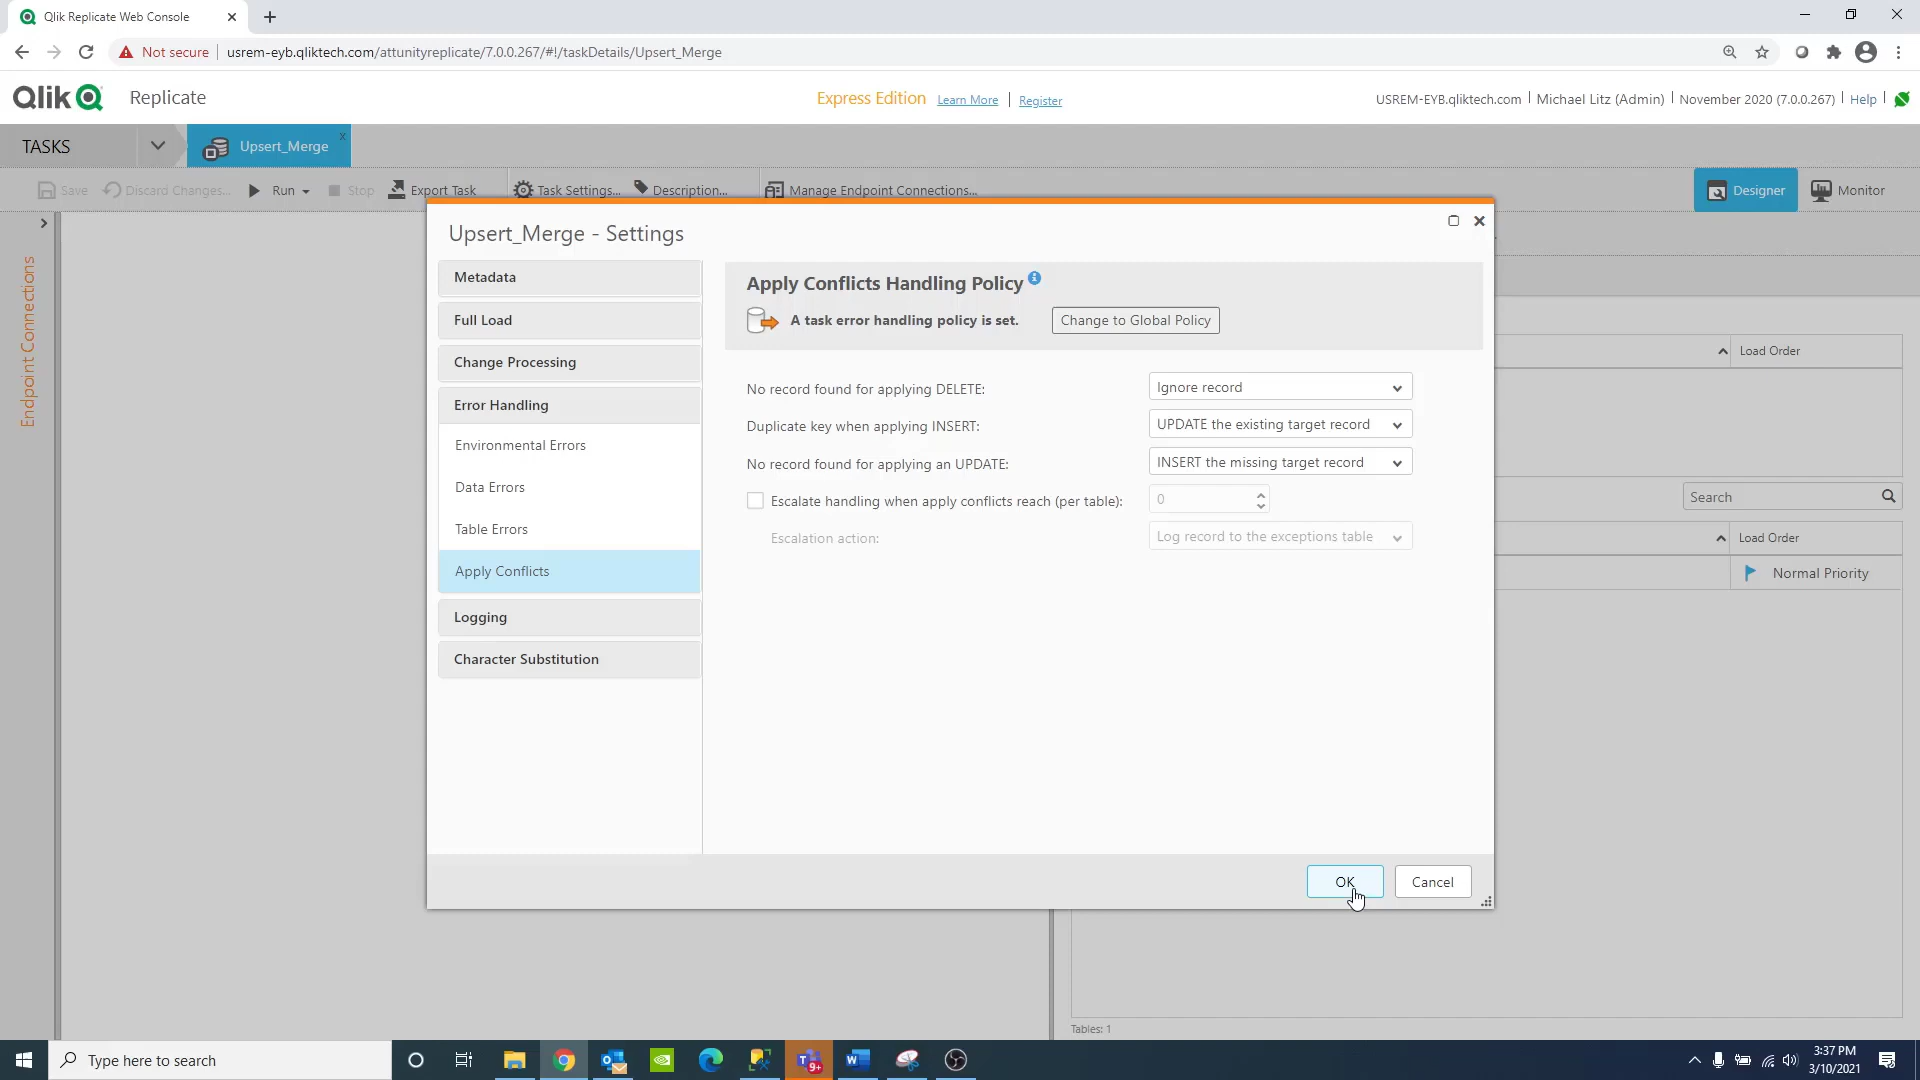 Qlik Replicate Web Console
Not secure
usrem-eyb.qliktech.com/attunityreplicate/7.0.0.267/#!/taskDetails/Upsert_Merge
Qlik
Replicate
Express Edition Learn More | Register
USREM-EYB.qliktech.com | Michael Litz (Admin) | November 2020 (7.0.0.267) | Help
TASKS
Upsert_Merge
Save
Discard Changes...
Run
Stop
Export Task
Task Settings...
Description...
Manage Endpoint Connections...
Designer
Monitor
Endpoint Connections
Upsert_Merge - Settings
Metadata
Full Load
Change Processing
Error Handling
Environmental Errors
Data Errors
Table Errors
Apply Conflicts
Logging
Character Substitution
Apply Conflicts Handling Policy
A task error handling policy is set.
Change to Global Policy
No record found for applying DELETE:
Ignore record
Duplicate key when applying INSERT:
UPDATE the existing target record
No record found for applying an UPDATE:
INSERT the missing target record
Escalate handling when apply conflicts reach (per table):
0
Escalation action:
Log record to the exceptions table
OK
Cancel
Load Order
Search
Load Order
Normal Priority
Tables: 1
Type here to search
9+
3:37 PM
3/10/2021